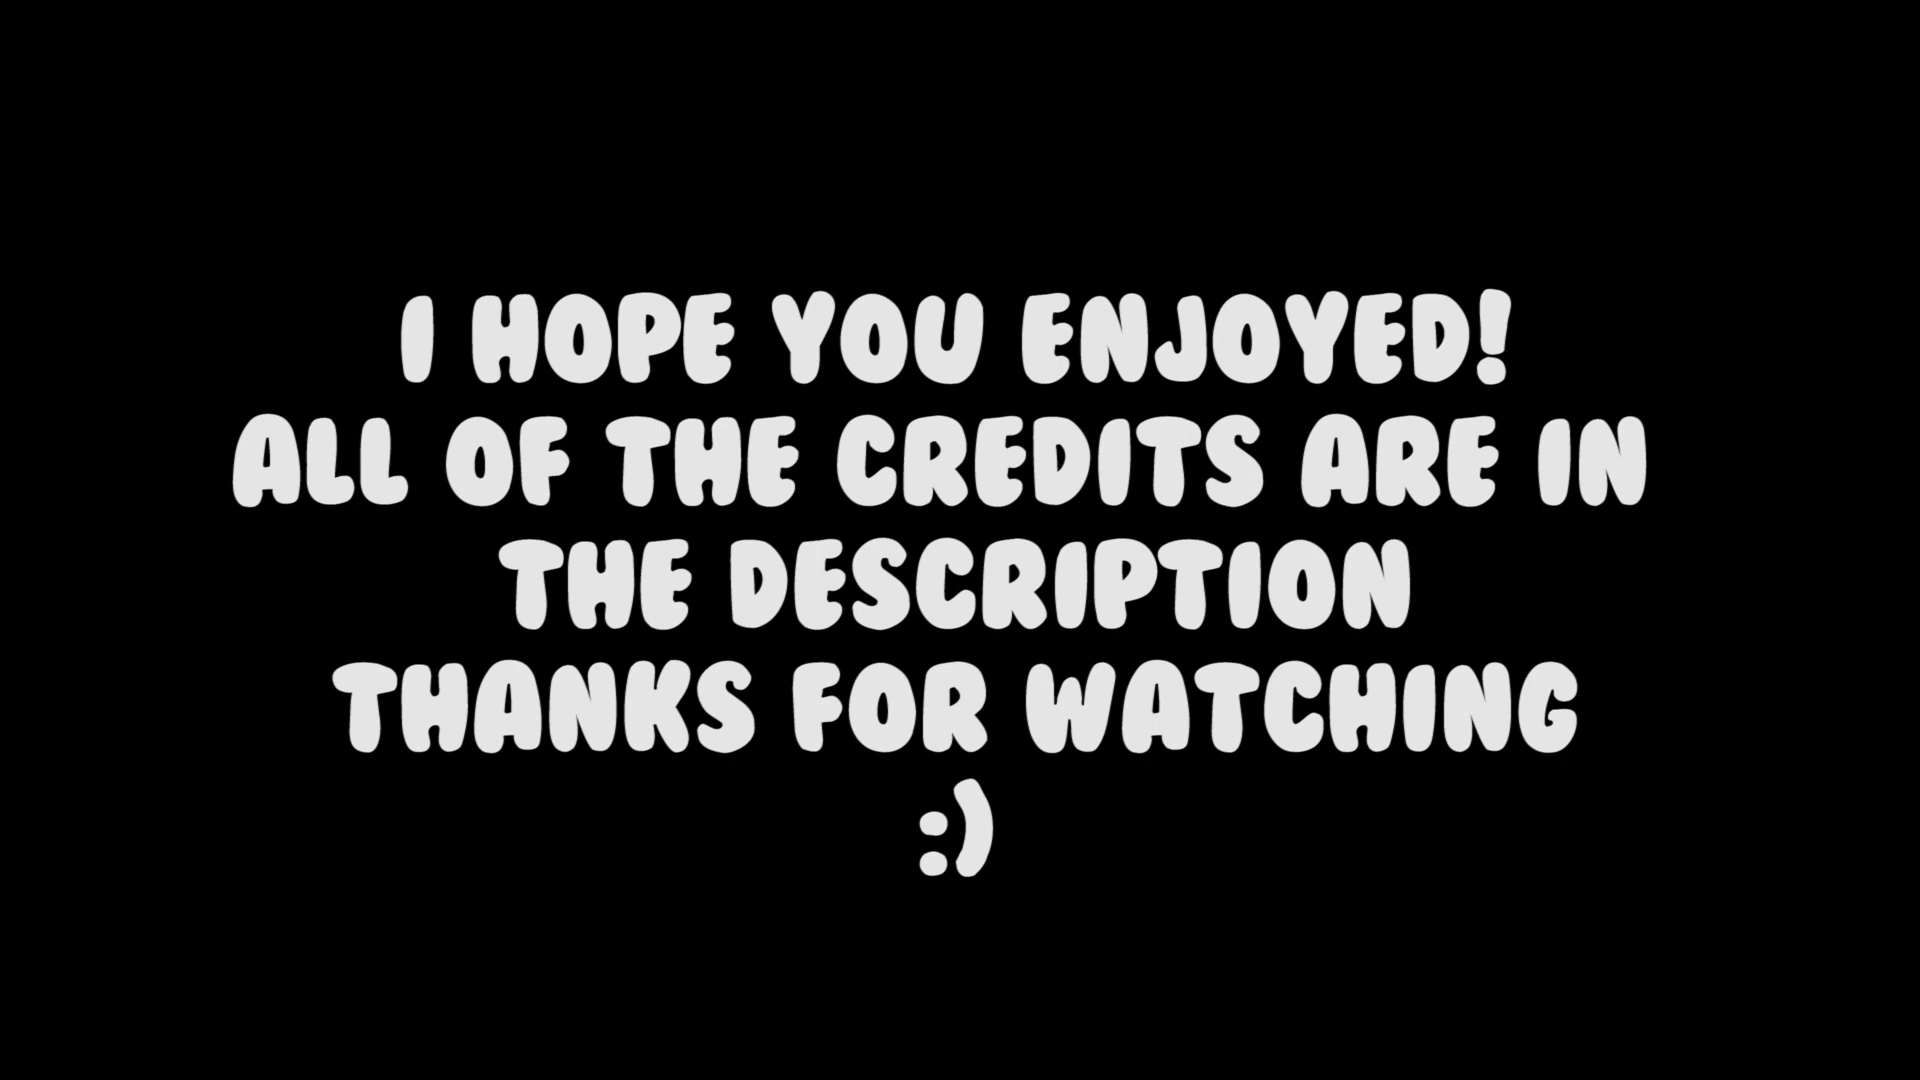 I HOPE YOU ENJOYED!
ALL OF THE CREDITS ARE IN
THE DESCRIPTION
THANKS FOR WATCHING
:)